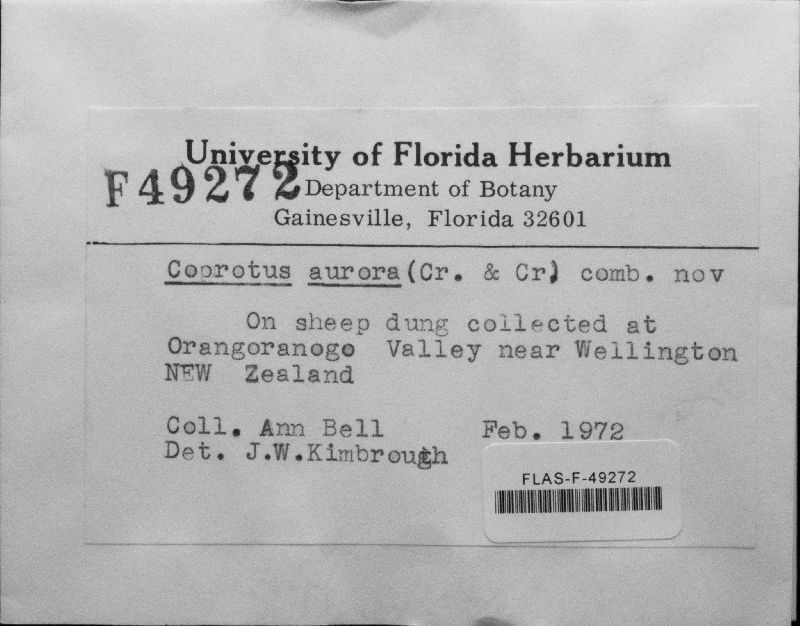 University of Florida Herbarium
F49272 Department of Botany
Gainesville, Florida 32601
Coprotus aurora (Cr. & Cr) comb. nov
On sheep dung collected at
Orangoranogo Valley near Wellington
NEW Zealand
Coll. Ann Bell Feb. 1972
Det. J.W.Kimbrough
FLAS-F-49272